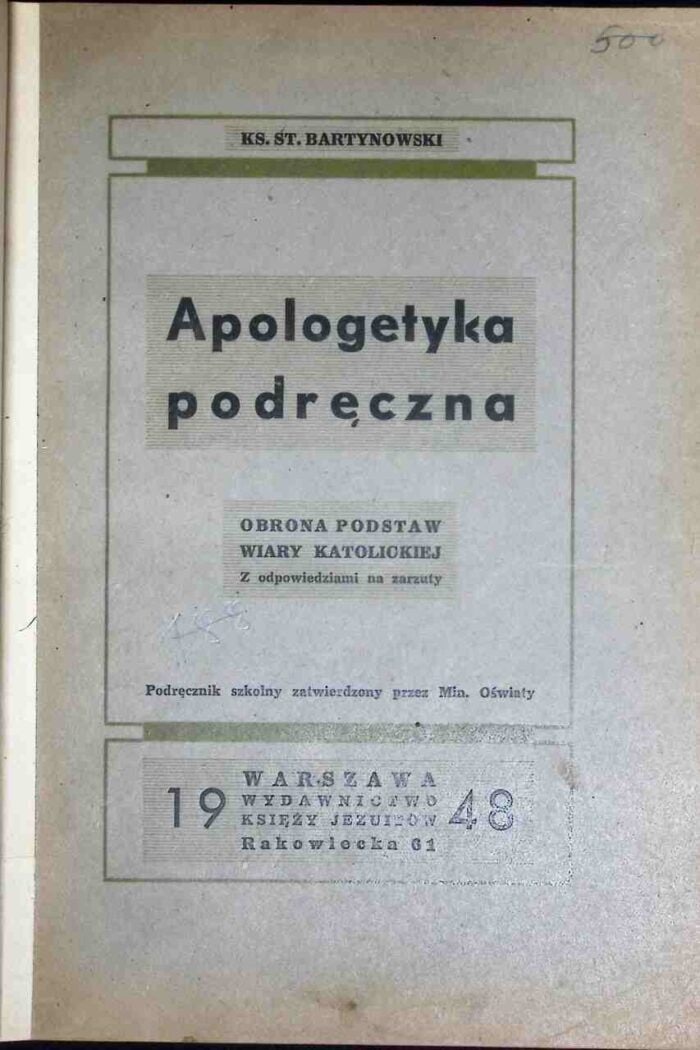 500
KS. ST. BARTYNOWSKI
Apologetyka
podręczna
OBRONA PODSTAW
WIARY KATOLICKIEJ
Z odpowiedziami na zarzuty
188
Podręcznik szkolny zatwierdzony przez Min. Oświaty
WARSZAWA
19 WYDAWNICTWO 48
KSIĘŻY JEZUITÓW
Rakowiecka 61